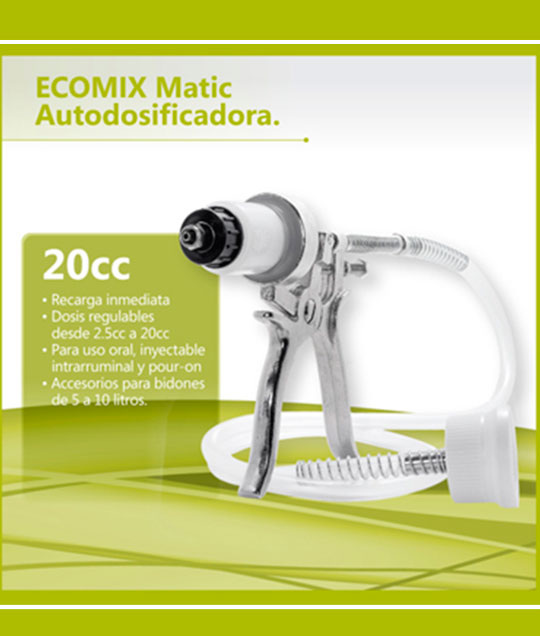 ECOMIX Matic
Autodosificadora.
20cc
• Recarga inmediata
• Dosis regulables
desde 2.5cc a 20cc
• Para uso oral, inyectable
intrarruminal y pour-on
• Accesorios para bidones
de 5 a 10 litros.